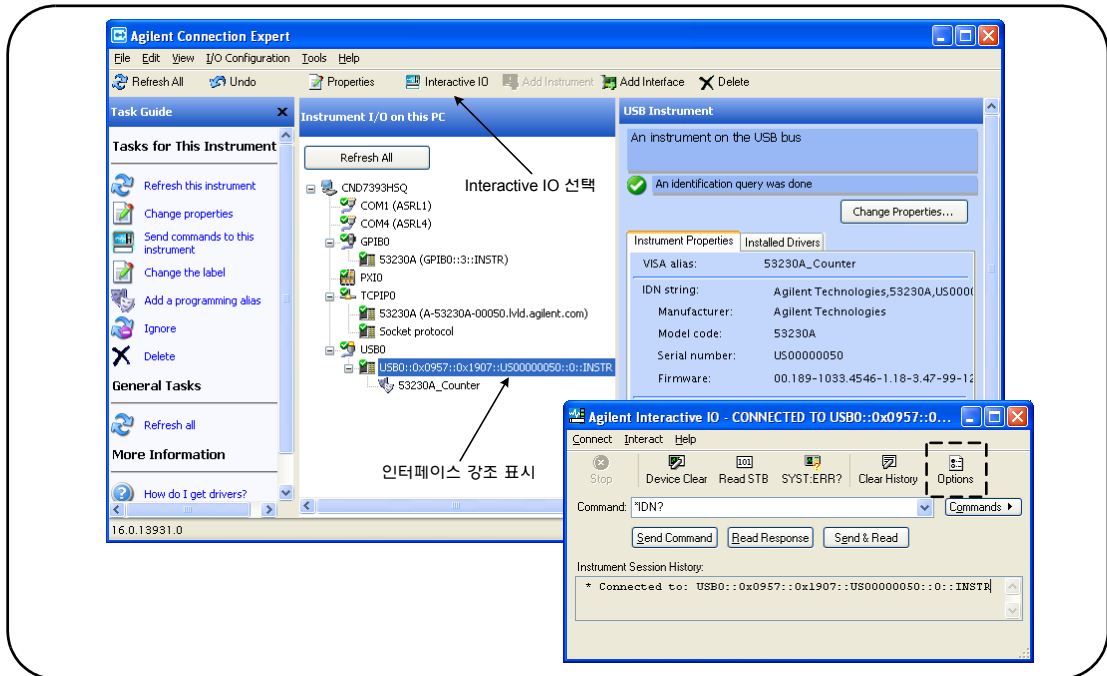 Agilent Connection Expert
File Edit View I/O Configuration Tools Help
Refresh All Undo Properties Interactive IO Add Instrument Add Interface Delete
Task Guide
Tasks for This Instrument
Refresh this instrument
Change properties
Send commands to this
instrument
Change the label
Add a programming alias
Ignore
Delete
General Tasks
Refresh all
More Information
How do I get drivers?
16.0.13931.0
Instrument I/O on this PC
Refresh All
Interactive IO 선택
CND7393HSQ
COM1 (ASRL1)
COM4 (ASRL4)
GPIB0
53230A (GPIB0::3::INSTR)
PXI0
TCPIP0
53230A (A-53230A-00050.lvld.agilent.com)
Socket protocol
USB0
USB0::0x0957::0x1907::US00000050::0::INSTR
53230A_Counter
인터페이스 강조 표시
USB Instrument
An instrument on the USB bus
An identification query was done
Change Properties...
Instrument Properties Installed Drivers
VISA alias: 53230A_Counter
IDN string: Agilent Technologies,53230A,US000(
Manufacturer: Agilent Technologies
Model code: 53230A
Serial number: US00000050
Firmware: 00.189-1033.4546-1.18-3.47-99-12
Agilent Interactive IO - CONNECTED TO USB0::0x0957::0...
Connect Interact Help
Stop Device Clear Read STB SYST:ERR? Clear History Options
Command: *IDN? Commands
Send Command Read Response Send & Read
Instrument Session History:
* Connected to: USB0::0x0957::0x1907::US00000050::0::INSTR